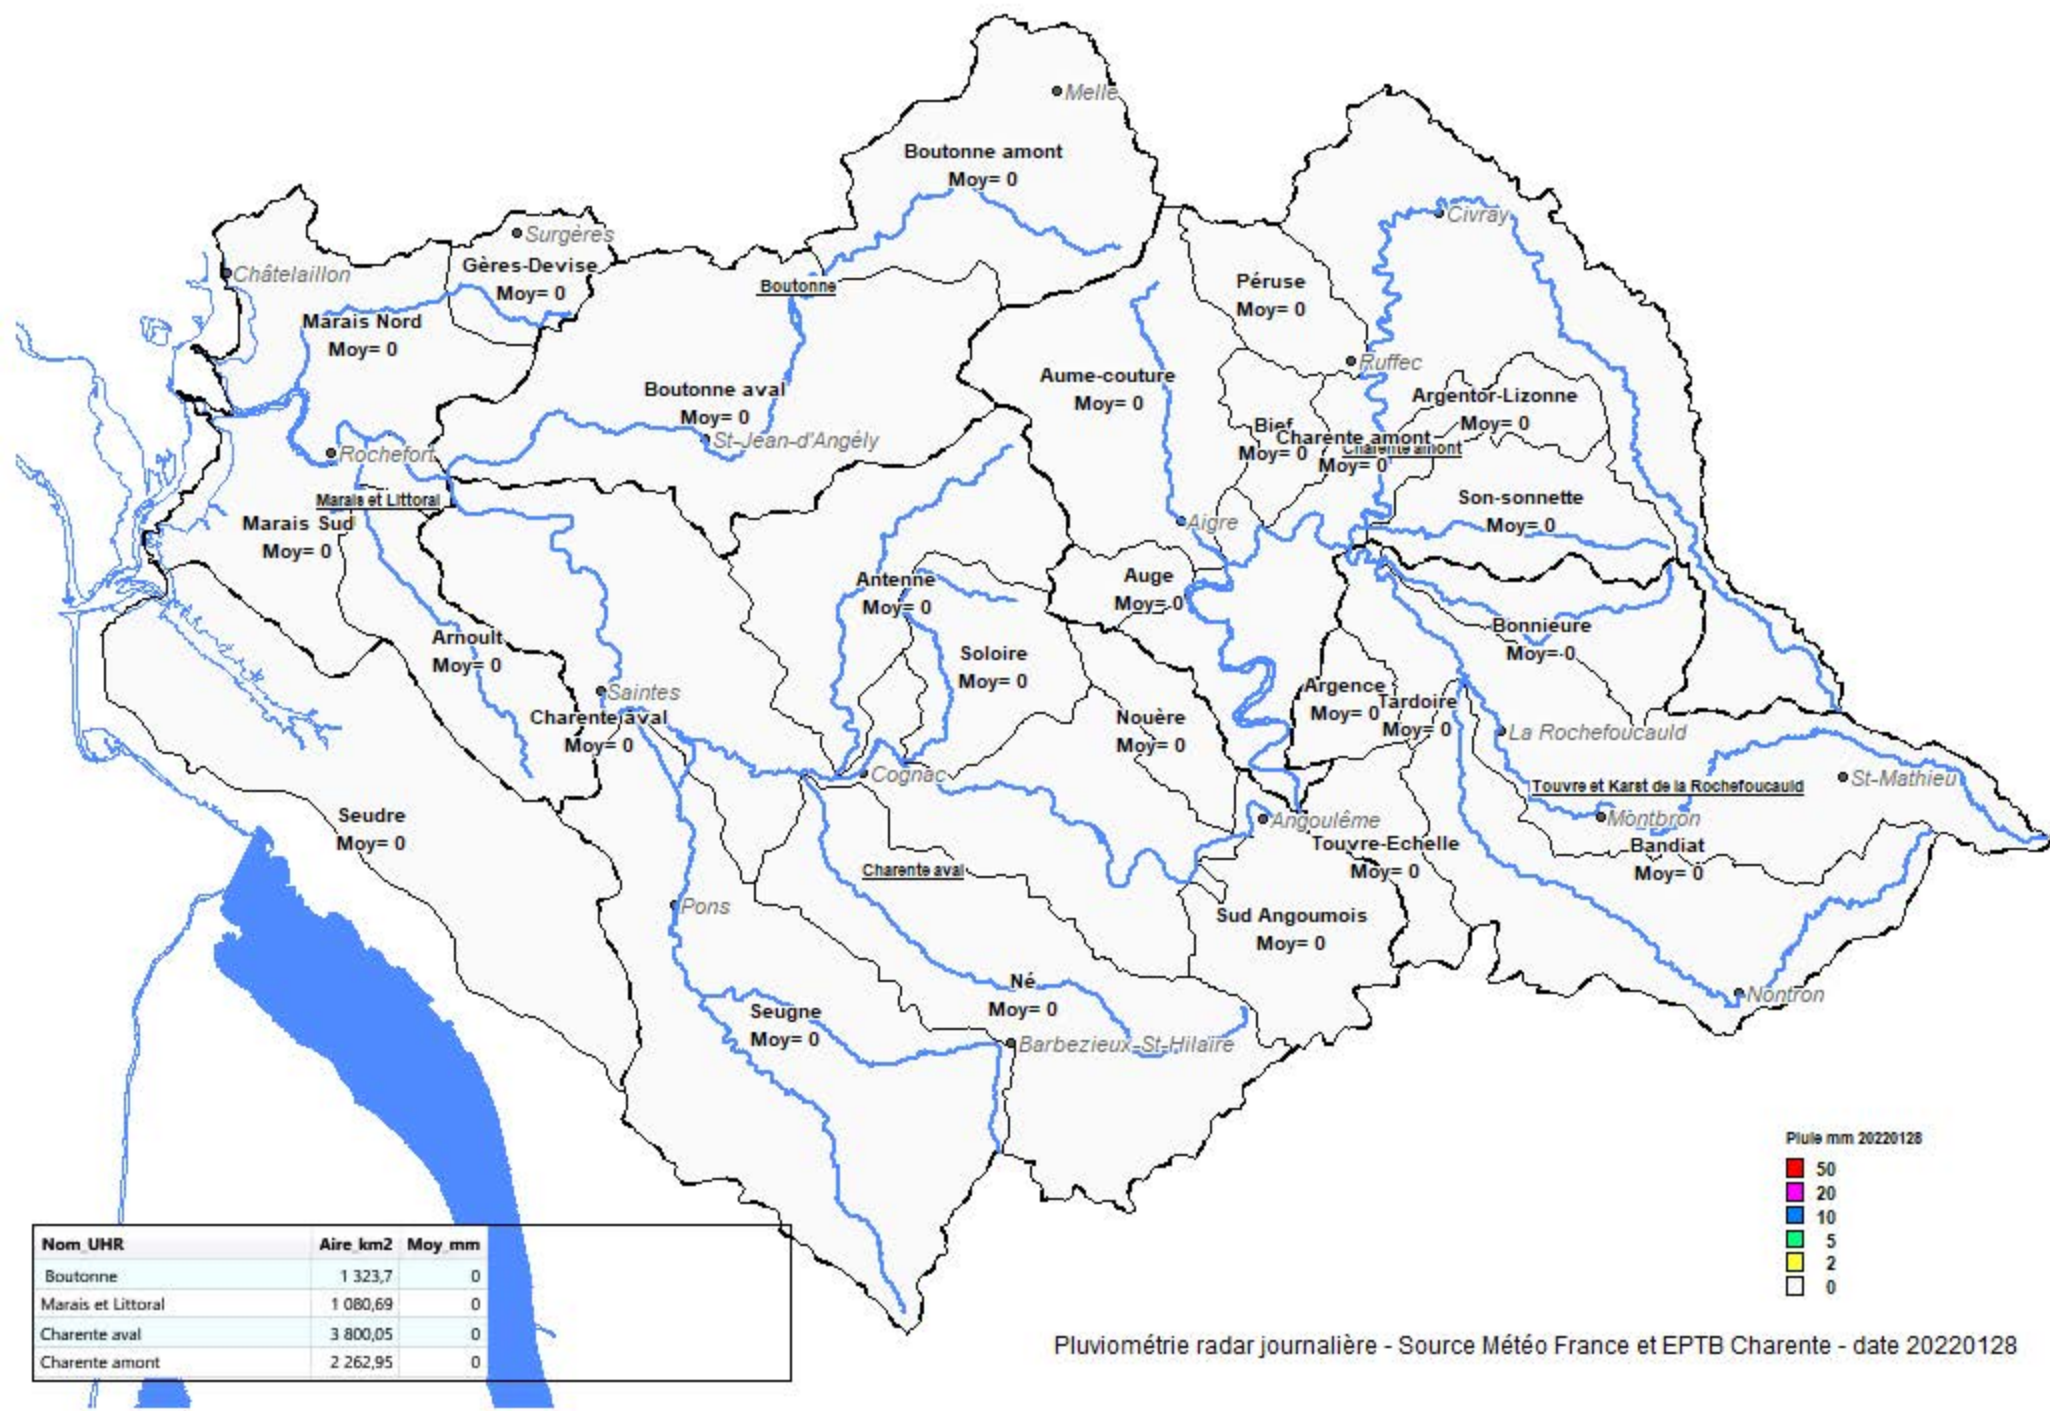 Melle
Boutonne amont
Moy= 0
Civray
Surgères
Châtelaillon
Gères-Devise
Moy= 0
Boutonne
Péruse
Moy= 0
Marais Nord
Moy= 0
Ruffec
Aume-couture
Moy= 0
Boutonne aval
Moy= 0
Argentor-Lizonne
Moy= 0
St-Jean-d'Angély
Bief
Moy= 0
Charente amont
Moy= 0
Charente amont
Rochefort
Marais et Littoral
Son-sonnette
Moy= 0
Marais Sud
Moy= 0
Aigre
Antenne
Moy= 0
Auge
Moy= 0
Bonnieure
Moy= 0
Arnoult
Moy= 0
Soloire
Moy= 0
Saintes
Argence
Moy= 0
Tardoire
Moy= 0
Charente aval
Moy= 0
Nouère
Moy= 0
La Rochefoucauld
Cognac
Touvre et Karst de la Rochefoucauld
St-Mathieu
Seudre
Moy= 0
Angoulême
Montbron
Touvre-Echelle
Moy= 0
Bandiat
Moy= 0
Charente aval
Pons
Sud Angoumois
Moy= 0
Né
Moy= 0
Nontron
Seugne
Moy= 0
Barbezieux-St-Hilaire
Pluie mm 20220128
50
20
10
5
2
0
Nom_UHR Aire_km2 Moy_mm
Boutonne 1 323,7 0
Marais et Littoral 1 080,69 0
Charente aval 3 800,05 0
Charente amont 2 262,95 0
Pluviométrie radar journalière - Source Météo France et EPTB Charente - date 20220128